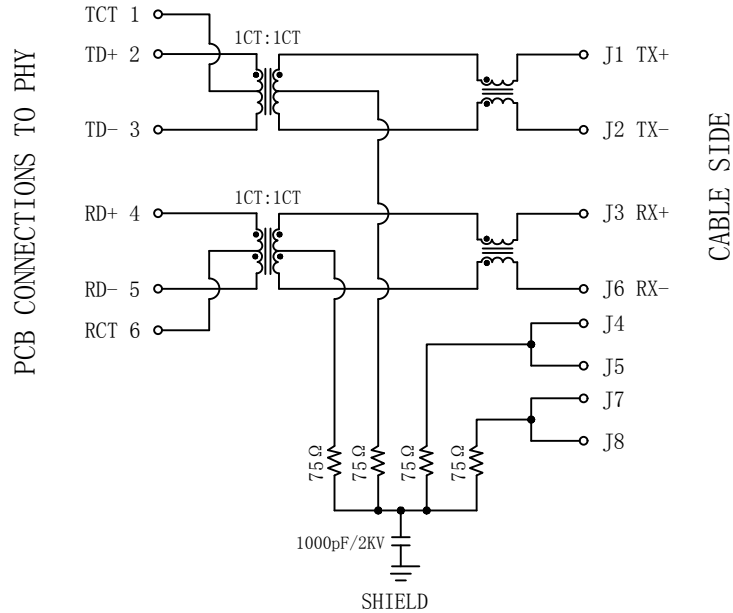 TCT 1
1CT:1CT
TD+ 2
J1 TX+
TD- 3
J2 TX-
PCB CONNECTIONS TO PHY
CABLE SIDE
1CT:1CT
RD+ 4
J3 RX+
RD- 5
J6 RX-
RCT 6
J4
J5
J7
J8
75Ω
75Ω
75Ω
75Ω
1000pF/2KV
SHIELD